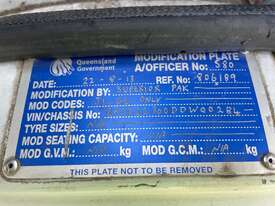 Queensland
Government
MODIFICATION PLATE
A/OFFICER No: 580
DATE: 22-8-13 REF. No: 806189
MODIFICATION BY: SUPERIOR PAK
MOD CODES: ONLY
VIN/CHASSIS No:
TYRE SIZES:
MOD SEATING CAPACITY: N/A
MOD G.V.M: kg MOD G.C.M: N/A kg
THIS PLATE NOT TO BE REMOVED